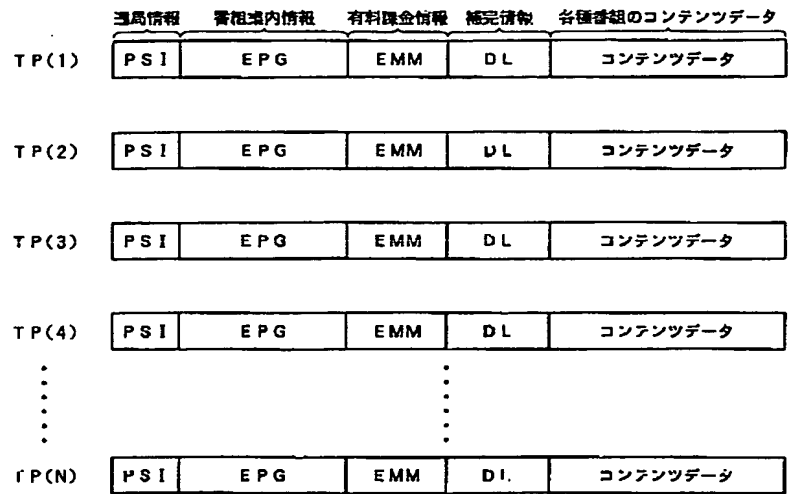 選局情報 番組案内情報 有料課金情報 補完情報 各種番組のコンテンツデータ
TP(1) PSI EPG EMM DL コンテンツデータ
TP(2) PSI EPG EMM DL コンテンツデータ
TP(3) PSI EPG EMM DL コンテンツデータ
TP(4) PSI EPG EMM DL コンテンツデータ
TP(N) PSI EPG EMM DL コンテンツデータ